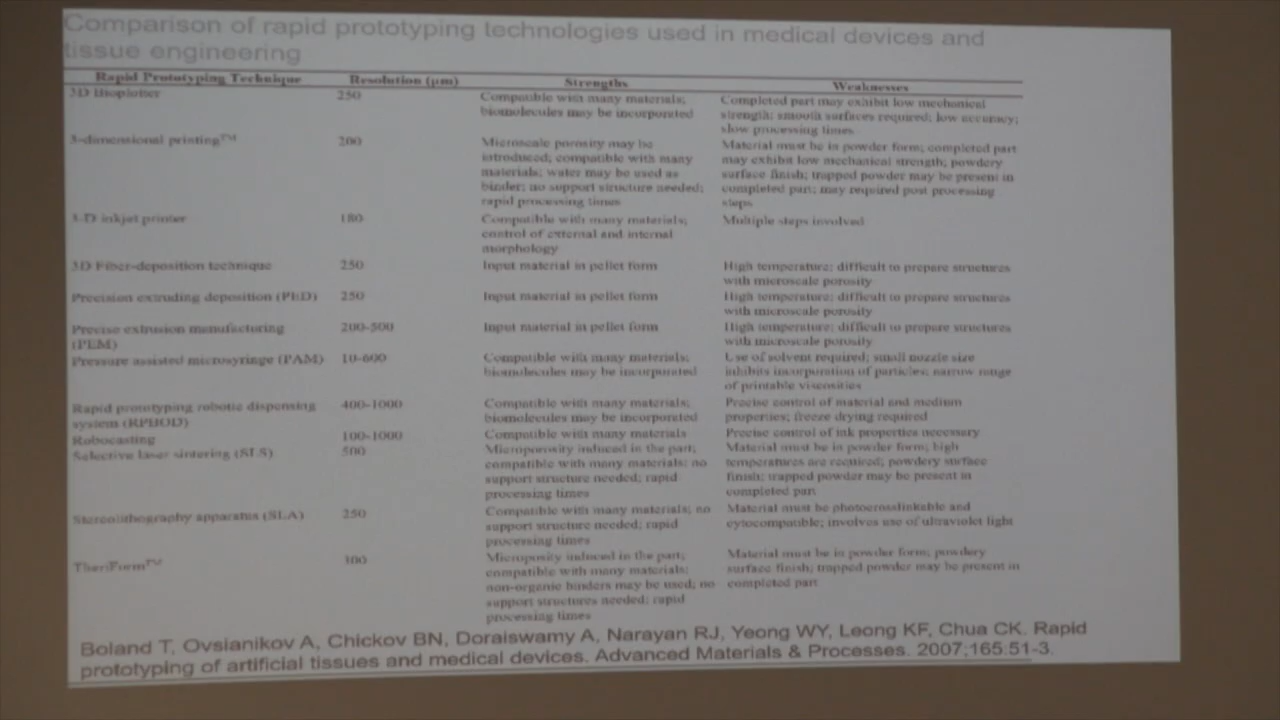 Comparison of rapid prototyping technologies used in medical devices and
tissue engineering
Rapid Prototyping Technique Resolution (µm) Strengths Weaknesses
3D Bioplotter 250 Compatible with many materials; Completed part may exhibit low mechanical
biomolecules may be incorporated strength; smooth surfaces required; low accuracy;
slow processing times
3-dimensional printing™ 200 Microscale porosity may be Material must be in powder form; completed part
introduced; compatible with many may exhibit low mechanical strength; powdery
materials; water may be used as surface finish; trapped powder may be present in
binder; no support structure needed; completed part; may required post processing
rapid processing times steps
3-D inkjet printer 180 Compatible with many materials; Multiple steps involved
control of external and internal
morphology
3D Fiber-deposition technique 250 Input material in pellet form High temperature; difficult to prepare structures
with microscale porosity
Precision extruding deposition (PED) 250 Input material in pellet form High temperature; difficult to prepare structures
with microscale porosity
Precise extrusion manufacturing 200-500 Input material in pellet form High temperature; difficult to prepare structures
(PEM) with microscale porosity
Pressure assisted microsyringe (PAM) 10-600 Compatible with many materials; Use of solvent required; small nozzle size
biomolecules may be incorporated inhibits incorporation of particles; narrow range
of printable viscosities
Rapid prototyping robotic dispensing 400-1000 Compatible with many materials; Precise control of material and medium
system (RPBOD) biomolecules may be incorporated properties; freeze drying required
Robocasting 100-1000 Compatible with many materials Precise control of ink properties necessary
Selective laser sintering (SLS) 500 Microporosity induced in the part; Material must be in powder form; high
compatible with many materials; no temperatures are required; powdery surface
support structure needed; rapid finish; trapped powder may be present in
processing times completed part
Stereolithography apparatus (SLA) 250 Compatible with many materials; no Material must be photocrosslinkable and
support structure needed; rapid cytocompatible; involves use of ultraviolet light
processing times
TheriForm™ 300 Microposity induced in the part; Material must be in powder form; powdery
compatible with many materials; surface finish; trapped powder may be present in
non-organic binders may be used; no completed part
support structures needed; rapid
processing times
Boland T, Ovsianikov A, Chickov BN, Doraiswamy A, Narayan RJ, Yeong WY, Leong KF, Chua CK. Rapid
prototyping of artificial tissues and medical devices. Advanced Materials & Processes. 2007;165:51-3.